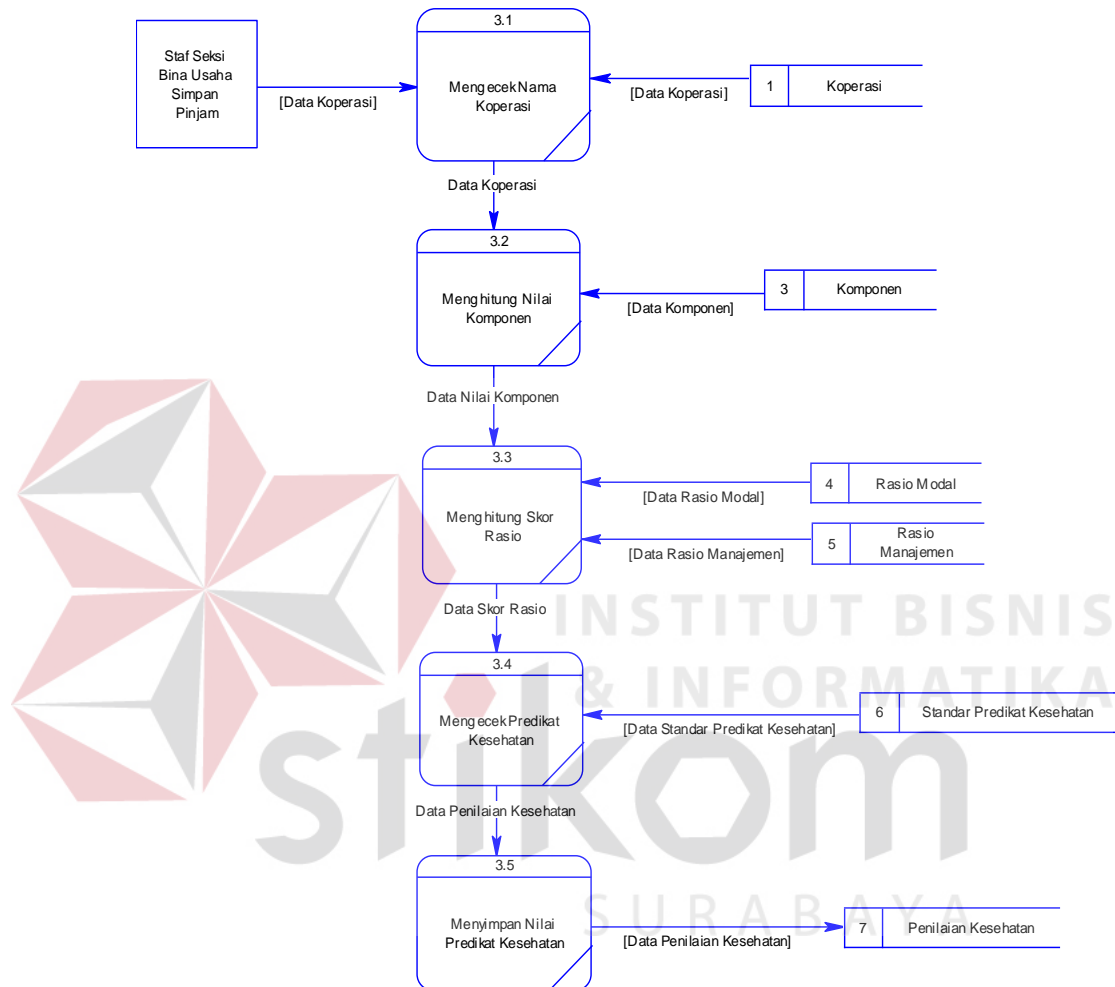 3.1
Staf Seksi
Bina Usaha
Simpan
Pinjam
[Data Koperasi]
Mengecek Nama
Koperasi
[Data Koperasi]
1 Koperasi
Data Koperasi
3.2
Menghitung Nilai
Komponen
[Data Komponen]
3 Komponen
Data Nilai Komponen
3.3
Menghitung Skor
Rasio
[Data Rasio Modal]
4 Rasio Modal
[Data Rasio Manajemen]
5 Rasio
Manajemen
Data Skor Rasio
INSTITUT BISNIS
& INFORMATIKA
3.4
Mengecek Predikat
Kesehatan
[Data Standar Predikat Kesehatan]
6 Standar Predikat Kesehatan
stikom
Data Penilaian Kesehatan
3.5
Menyimpan Nilai
Predikat Kesehatan
SURABAYA
[Data Penilaian Kesehatan]
7 Penilaian Kesehatan